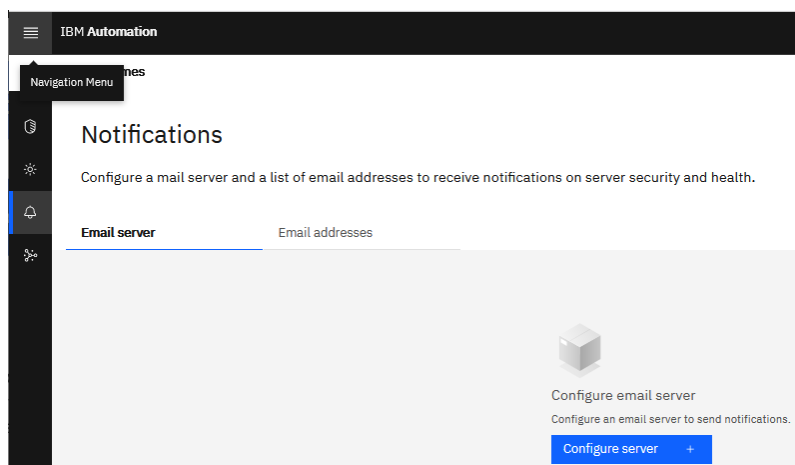 IBM Automation
mes
Navigation Menu
Notifications
Configure a mail server and a list of email addresses to receive notifications on server security and health.
Email server
Email addresses
Configure email server
Configure an email server to send notifications.
Configure server +